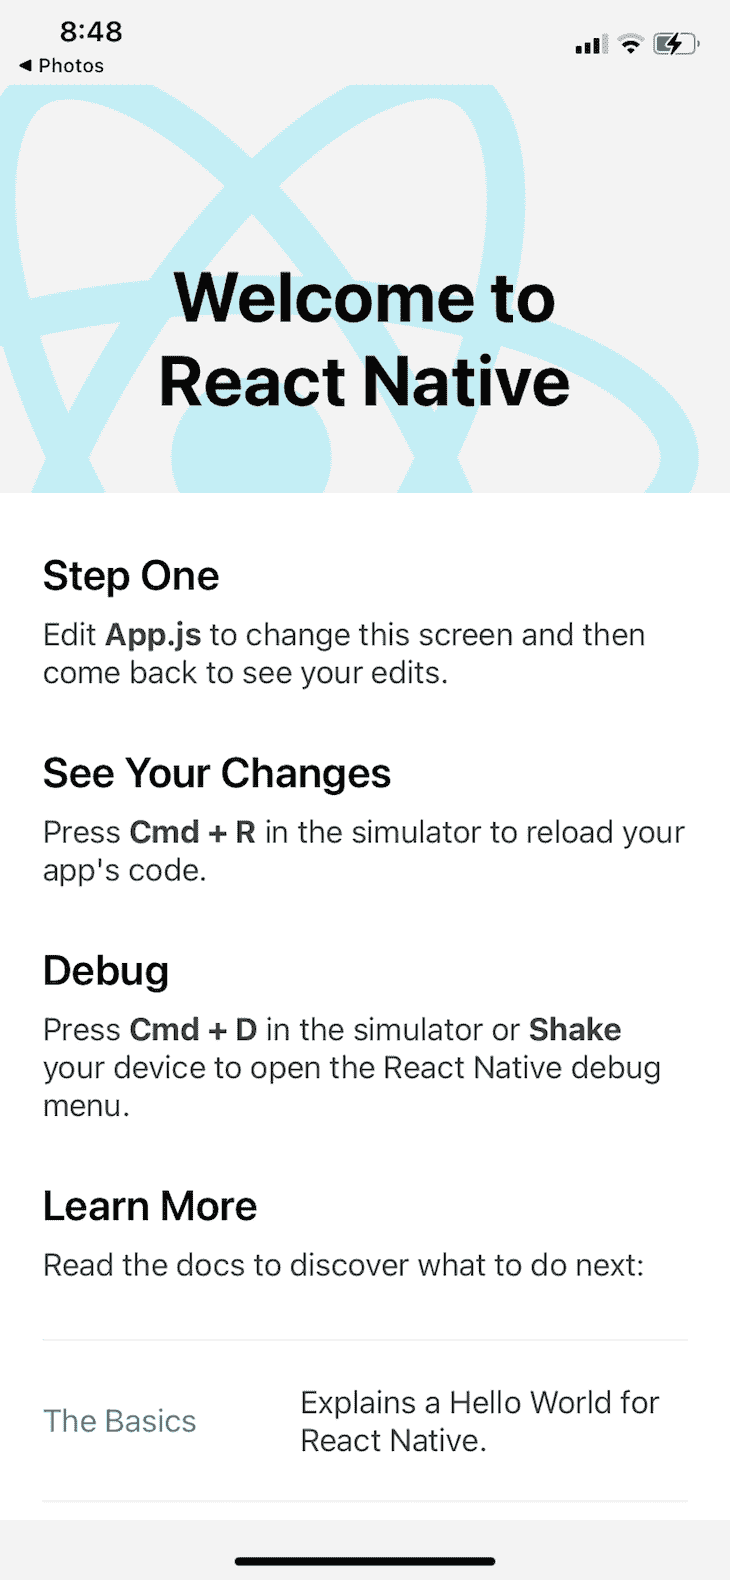 8:48
◀ Photos
Welcome to
React Native
Step One
Edit App.js to change this screen and then
come back to see your edits.
See Your Changes
Press Cmd + R in the simulator to reload your
app's code.
Debug
Press Cmd + D in the simulator or Shake
your device to open the React Native debug
menu.
Learn More
Read the docs to discover what to do next:
The Basics
Explains a Hello World for
React Native.